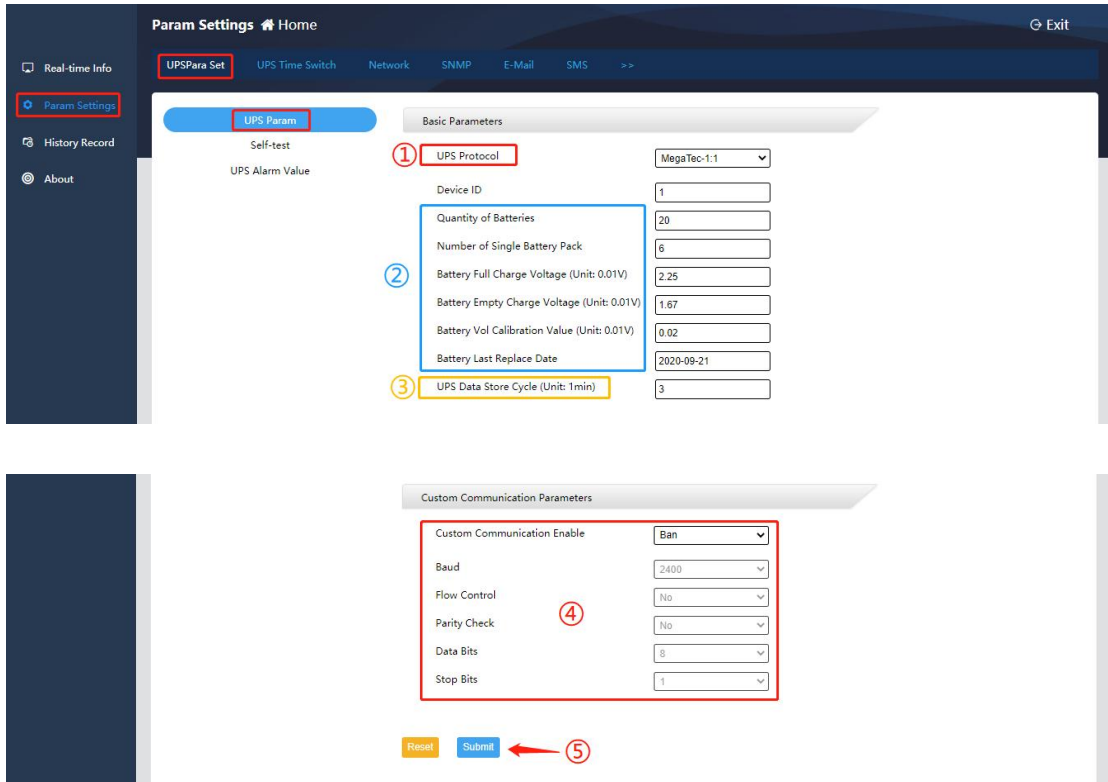 Param Settings Home Exit
Real-time Info
Param Settings
History Record
About
UPSPara Set UPS Time Switch Network SNMP E-Mail SMS >>
UPS Param
Self-test
UPS Alarm Value
Basic Parameters
① UPS Protocol MegaTec-1:1
Device ID 1
②
Quantity of Batteries 20
Number of Single Battery Pack 6
Battery Full Charge Voltage (Unit: 0.01V) 2.25
Battery Empty Charge Voltage (Unit: 0.01V) 1.67
Battery Vol Calibration Value (Unit: 0.01V) 0.02
Battery Last Replace Date 2020-09-21
③ UPS Data Store Cycle (Unit: 1min) 3
Custom Communication Parameters
Custom Communication Enable Ban
Baud 2400
Flow Control No
④
Parity Check No
Data Bits 8
Stop Bits 1
Reset Submit ⑤